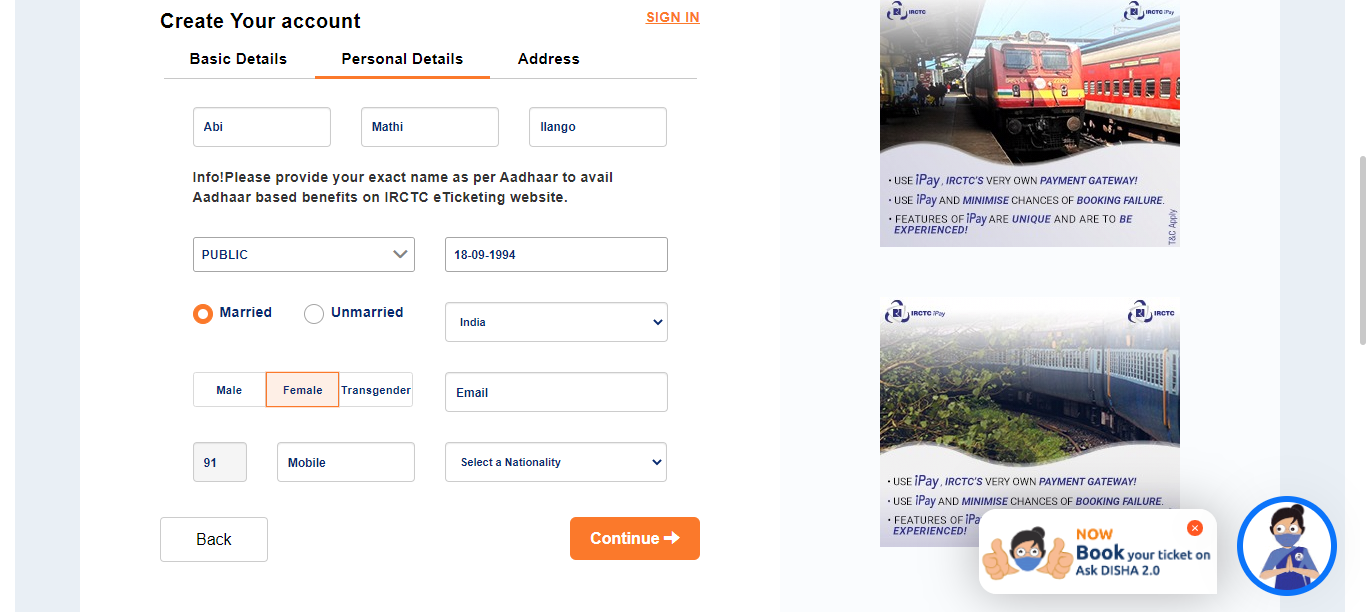 Create Your account
SIGN IN
Basic Details
Personal Details
Address
Abi
Mathi
Ilango
Info!Please provide your exact name as per Aadhaar to avail
Aadhaar based benefits on IRCTC eTicketing website.
PUBLIC
18-09-1994
Married
Unmarried
India
Male
Female
Transgender
Email
91
Mobile
Select a Nationality
Back
Continue
IRCTC
IRCTC iPay
• USE iPay, IRCTC'S VERY OWN PAYMENT GATEWAY!
• USE iPay AND MINIMISE CHANCES OF BOOKING FAILURE.
• FEATURES OF iPay ARE UNIQUE AND ARE TO BE
EXPERIENCED!
T&C Apply
IRCTC iPay
IRCTC
• USE iPay, IRCTC'S VERY OWN PAYMENT GATEWAY!
• USE iPay AND MINIMISE CHANCES OF BOOKING FAILURE.
• FEATURES OF iPa
EXPERIENCED!
NOW
Book your ticket on
Ask DISHA 2.0